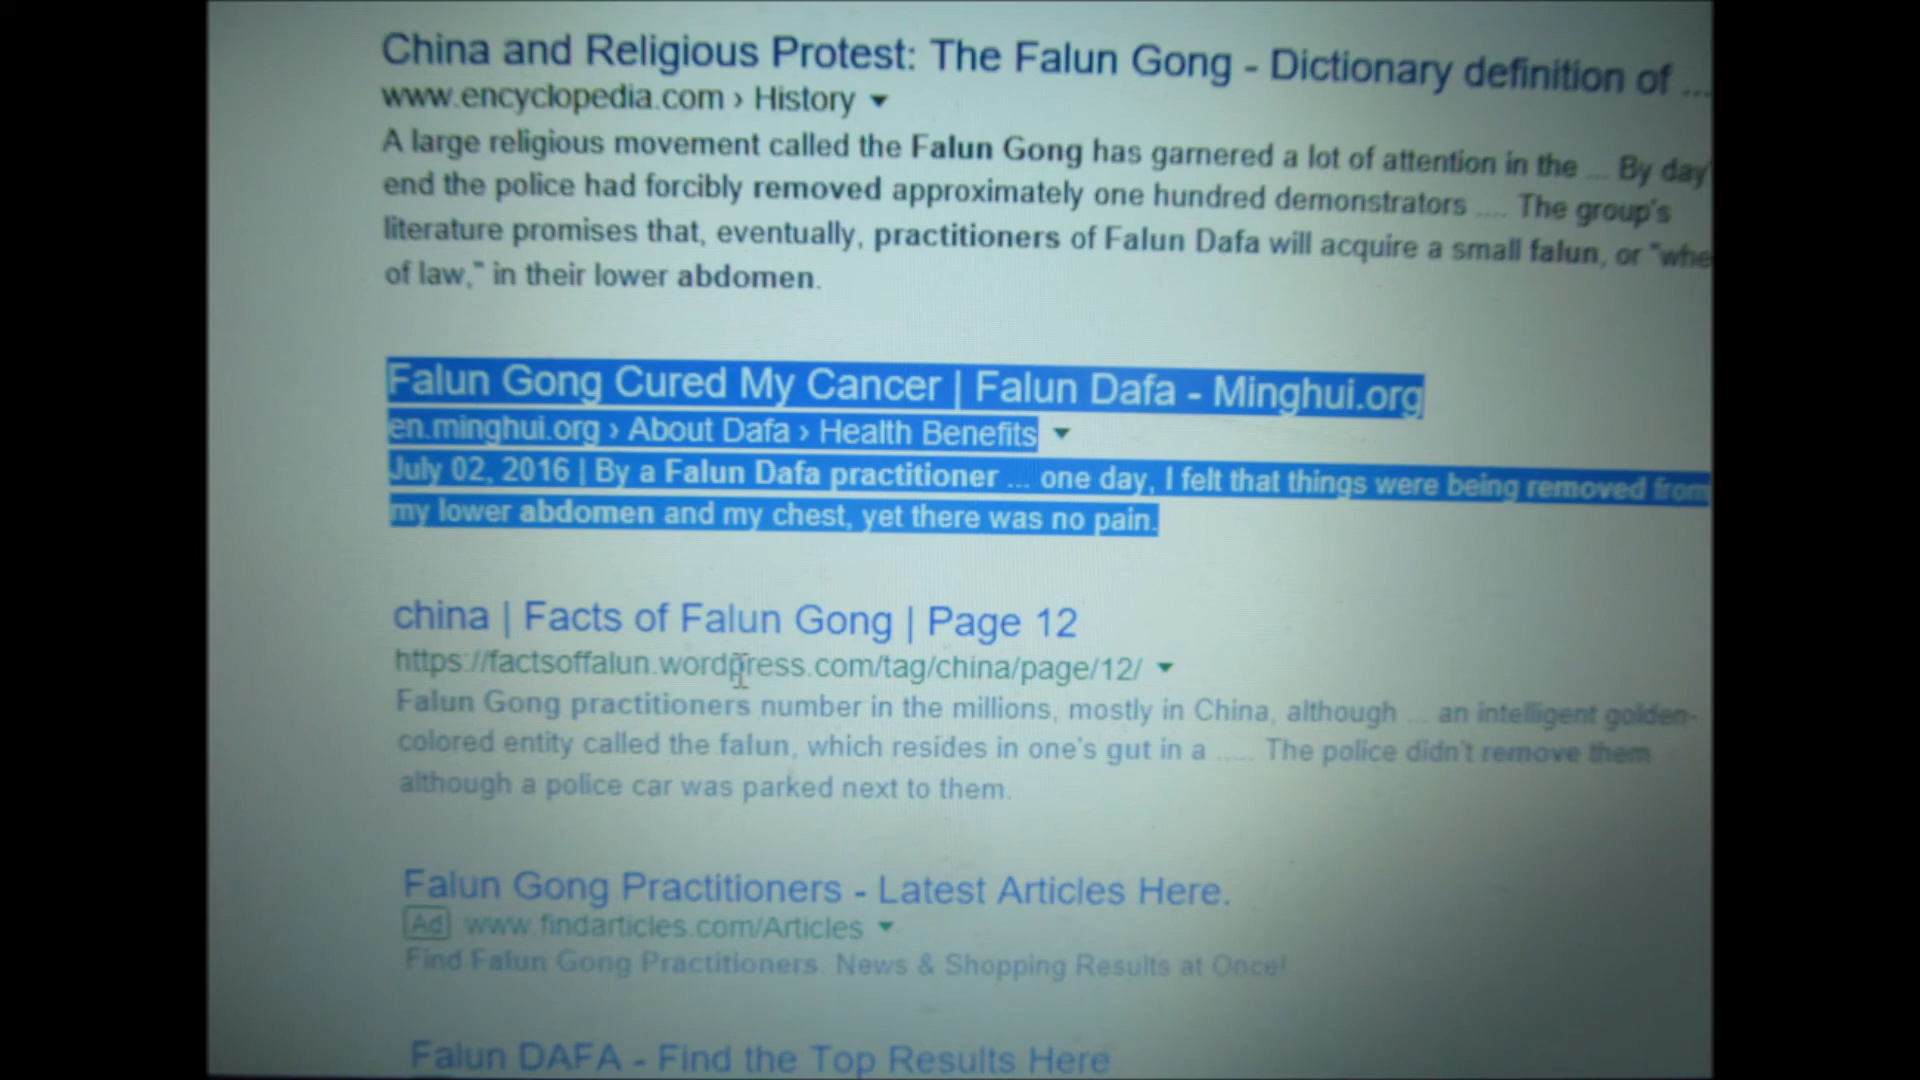 China and Religious Protest: The Falun Gong - Dictionary definition of ...
www.encyclopedia.com › History
A large religious movement called the Falun Gong has garnered a lot of attention in the ... By day'
end the police had forcibly removed approximately one hundred demonstrators .... The group's
literature promises that, eventually, practitioners of Falun Dafa will acquire a small falun, or "whe
of law," in their lower abdomen.
Falun Gong Cured My Cancer | Falun Dafa - Minghui.org
en.minghui.org › About Dafa › Health Benefits
July 02, 2016 | By a Falun Dafa practitioner ... one day, I felt that things were being removed from
my lower abdomen and my chest, yet there was no pain.
china | Facts of Falun Gong | Page 12
https://factsoffalun.wordpress.com/tag/china/page/12/
Falun Gong practitioners number in the millions, mostly in China, although ... an intelligent golden-
colored entity called the falun, which resides in one's gut in a ..... The police didn't remove them
although a police car was parked next to them.
Falun Gong Practitioners - Latest Articles Here.
Ad www.findarticles.com/Articles
Find Falun Gong Practitioners. News & Shopping Results at Once!
Falun DAFA - Find the Top Results Here